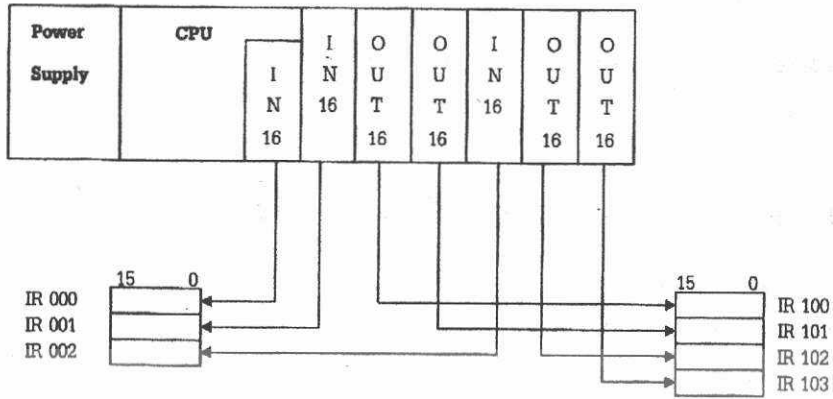 Power
Supply
CPU
I
N
16
I
N
16
O
U
T
16
O
U
T
16
I
N
16
O
U
T
16
O
U
T
16
15 0
IR 000
IR 001
IR 002
15 0
IR 100
IR 101
IR 102
IR 103